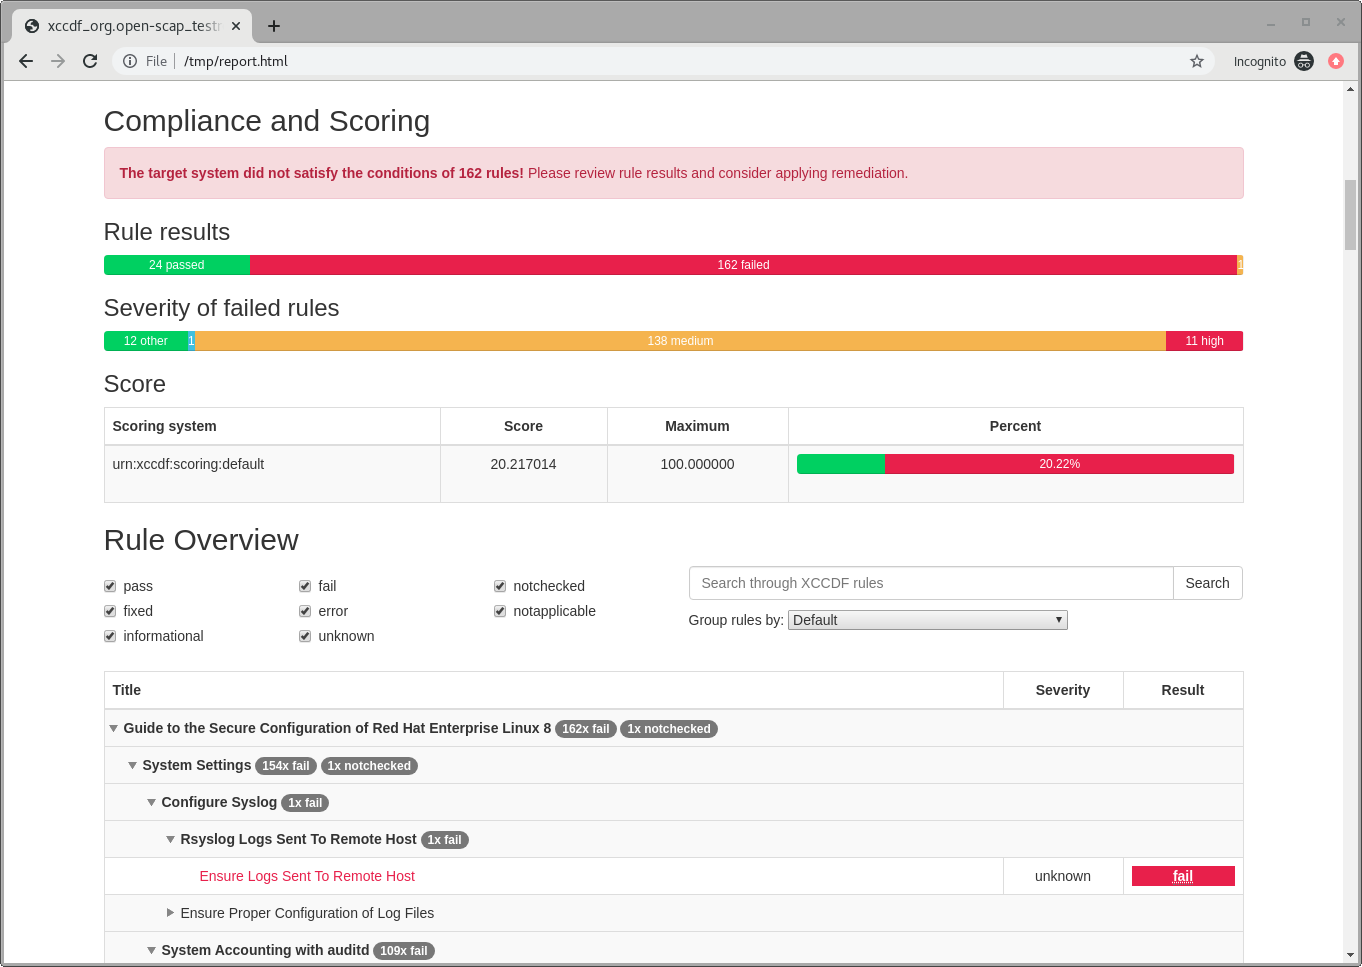 xccdf_org.open-scap_testr
File /tmp/report.html Incognito
Compliance and Scoring
The target system did not satisfy the conditions of 162 rules! Please review rule results and consider applying remediation.
Rule results
24 passed 162 failed 1
Severity of failed rules
12 other 1 138 medium 11 high
Score
Scoring system Score Maximum Percent
urn:xccdf:scoring:default 20.217014 100.000000 20.22%
Rule Overview
pass fail notchecked
Search through XCCDF rules Search
fixed error notapplicable
Group rules by: Default
informational unknown
Title Severity Result
Guide to the Secure Configuration of Red Hat Enterprise Linux 8 162x fail 1x notchecked
System Settings 154x fail 1x notchecked
Configure Syslog 1x fail
Rsyslog Logs Sent To Remote Host 1x fail
Ensure Logs Sent To Remote Host unknown fail
Ensure Proper Configuration of Log Files
System Accounting with auditd 109x fail